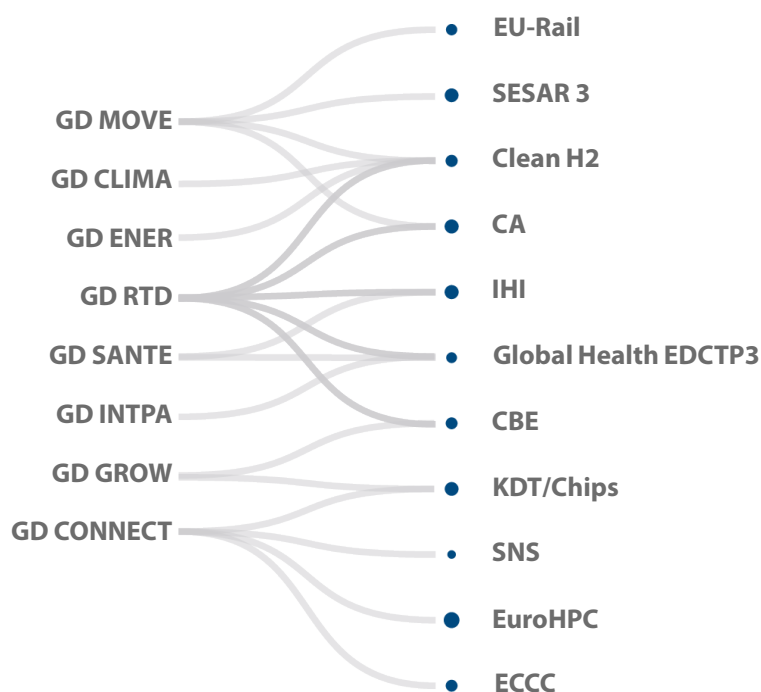 GD MOVE
GD CLIMA
GD ENER
GD RTD
GD SANTE
GD INTPA
GD GROW
GD CONNECT
EU-Rail
SESAR 3
Clean H2
CA
IHI
Global Health EDCTP3
CBE
KDT/Chips
SNS
EuroHPC
ECCC